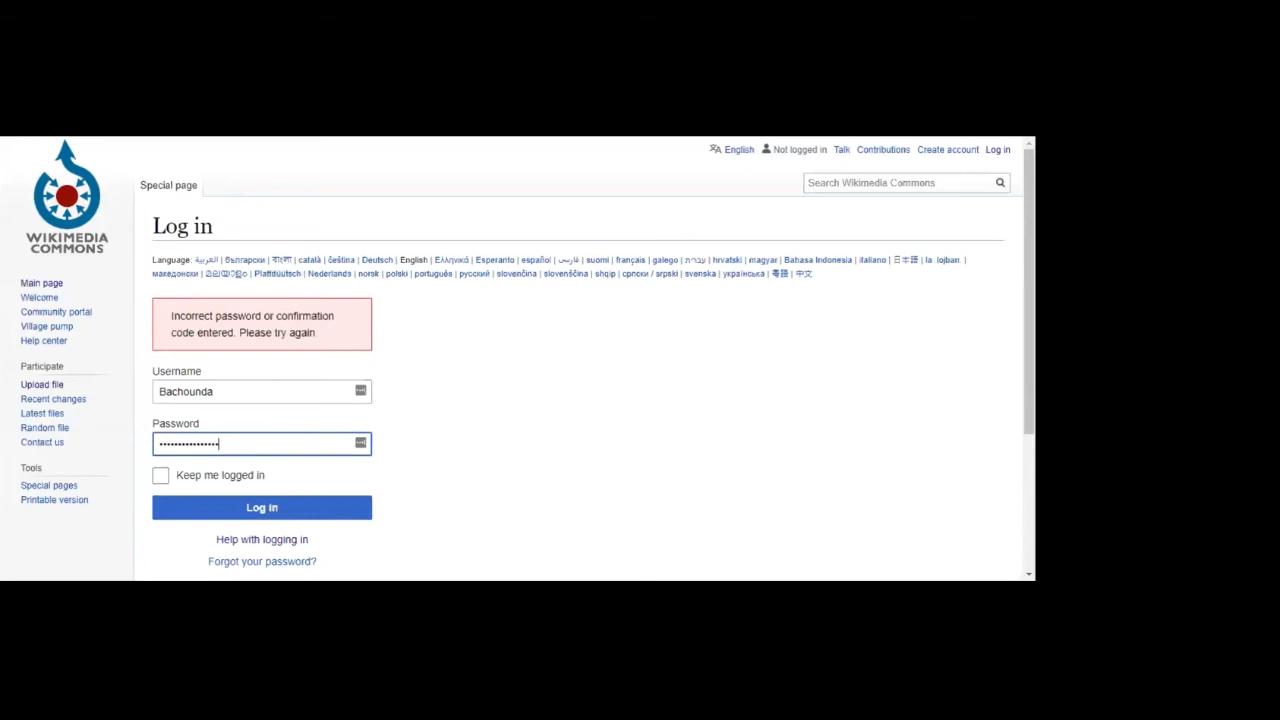 English Not logged in Talk Contributions Create account Log in
Special page
Search Wikimedia Commons
WIKIMEDIA
COMMONS
Log in
Language: العربية | български | বাংলা | català | čeština | Deutsch | English | Ελληνικά | Esperanto | español | فارسی | suomi | français | galego | עברית | hrvatski | magyar | Bahasa Indonesia | italiano | 日本語 | la .lojban. |
македонски | മലയാളം | Plattdüütsch | Nederlands | norsk | polski | português | русский | slovenčina | slovenščina | shqip | српски / srpski | svenska | українська | 粵語 | 中文
Main page
Welcome
Community portal
Village pump
Help center
Participate
Upload file
Recent changes
Latest files
Random file
Contact us
Tools
Special pages
Printable version
Incorrect password or confirmation
code entered. Please try again.
Username
Bachounda
Password
Keep me logged in
Log in
Help with logging in
Forgot your password?